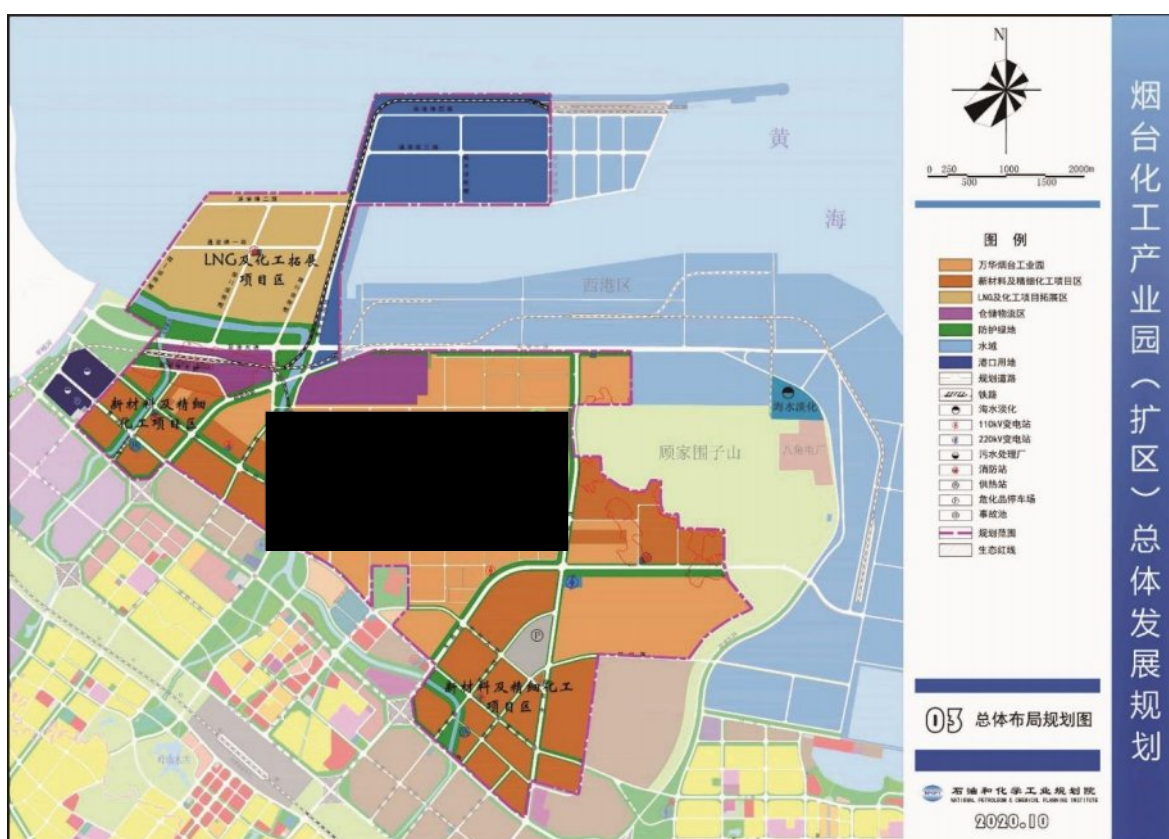 烟台化工产业园（扩区）总体发展规划
N
黄
海
0 250 1000 2000m
500 1500
图 例
万华烟台工业园
新材料及精细化工项目区
LNG及化工项目拓展区
仓储物流区
防护绿地
水域
港口用地
规划道路
铁路
海水淡化
110kV变电站
220kV变电站
污水处理厂
消防站
供热站
Ⓟ 危化品停车场
事故池
规划范围
生态红线
LNG及化工拓展
项目区
西港区
新材料及精细
化工项目区
海水淡化
顾家围子山
八角电厂
Ⓟ
新材料及精细化工
项目区
03 总体布局规划图
石油和化学工业规划院
NATIONAL PETROLEUM & CHEMICAL PLANNING INSTITUTE
2020.10